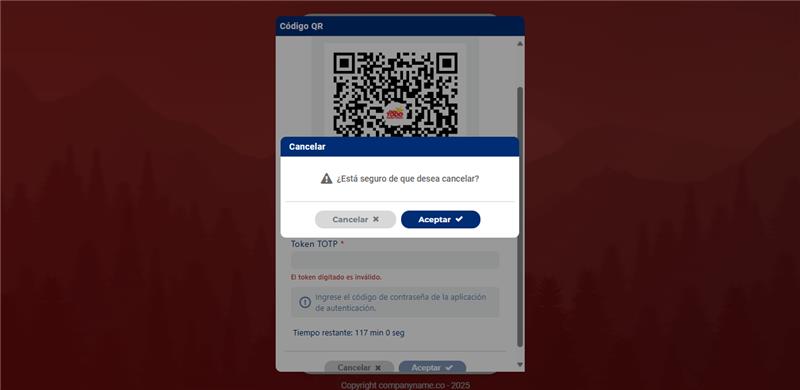 Código QR
TODO
Cancelar
¿Está seguro de que desea cancelar?
Cancelar
Aceptar
Token TOTP *
El token digitado es inválido.
Ingrese el código de contraseña de la aplicación
de autenticación.
Tiempo restante: 117 min 0 seg
Cancelar
Aceptar
Copyright companyname.co - 2025